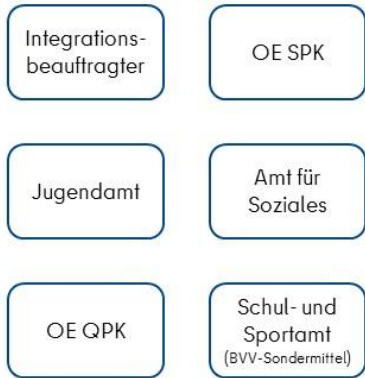 Integrations-
beauftragter
OE SPK
Jugendamt
Amt für
Soziales
OE QPK
Schul- und
Sportamt
(BVV-Sondermittel)